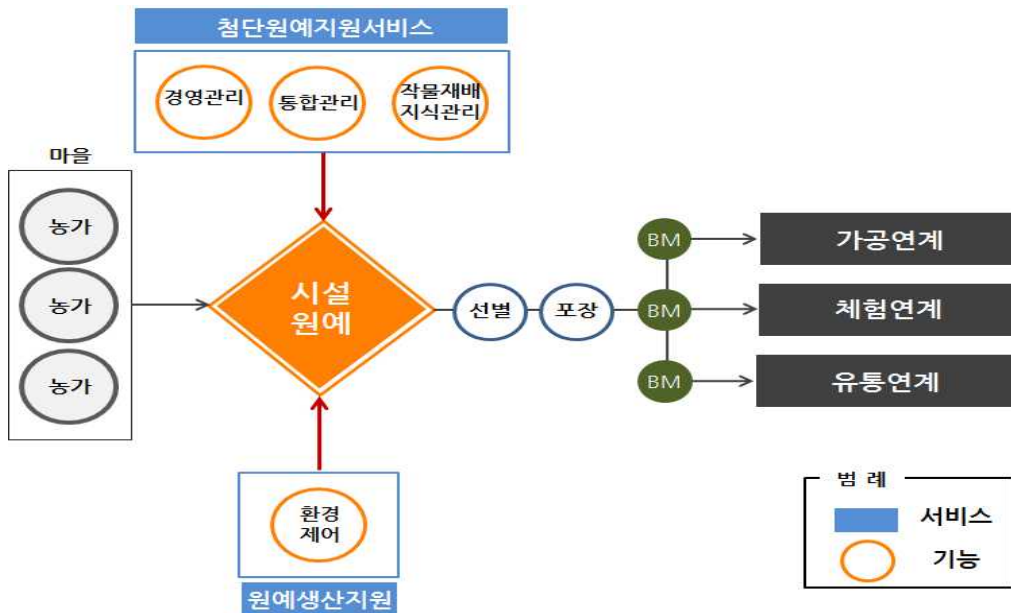 첨단원예지원서비스
경영관리
통합관리
작물재배
지식관리
마을
농가
농가
농가
시설
원예
선별
포장
BM
BM
BM
가공연계
체험연계
유통연계
환경
제어
원예생산지원
범 례
서비스
기능